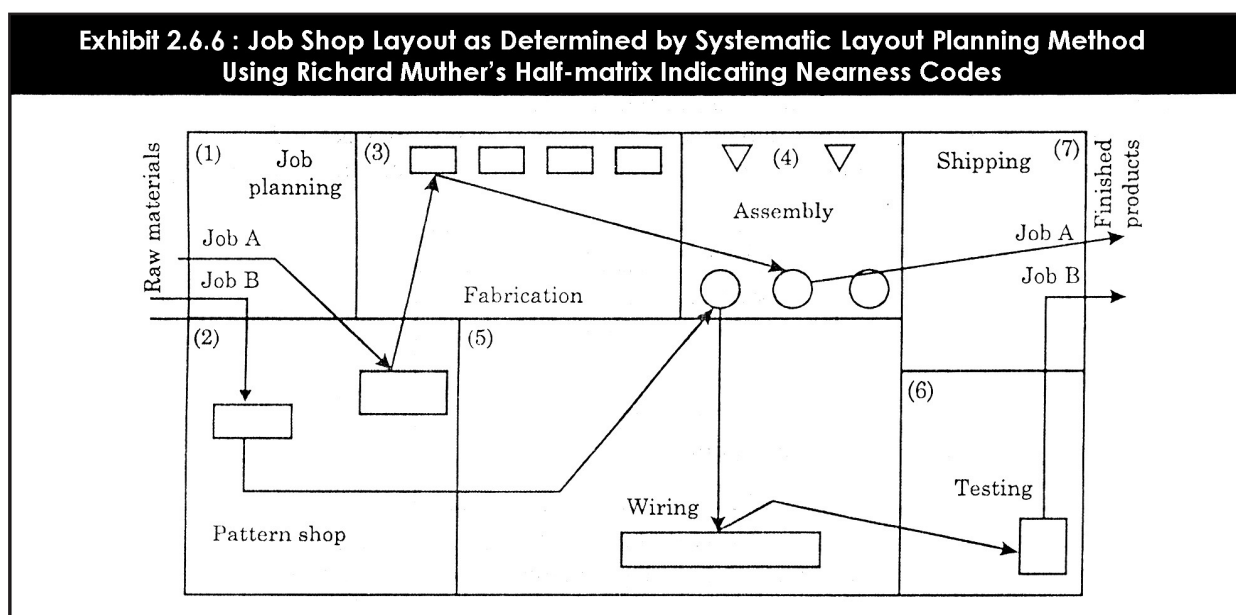 Exhibit 2.6.6 : Job Shop Layout as Determined by Systematic Layout Planning Method
Using Richard Muther's Half-matrix Indicating Nearness Codes
Raw materials
(1)
Job
planning
Job A
Job B
(3)
Fabrication
(4)
Assembly
Shipping
(7)
Job A
Job B
Finished
products
(2)
Pattern shop
(5)
Wiring
(6)
Testing